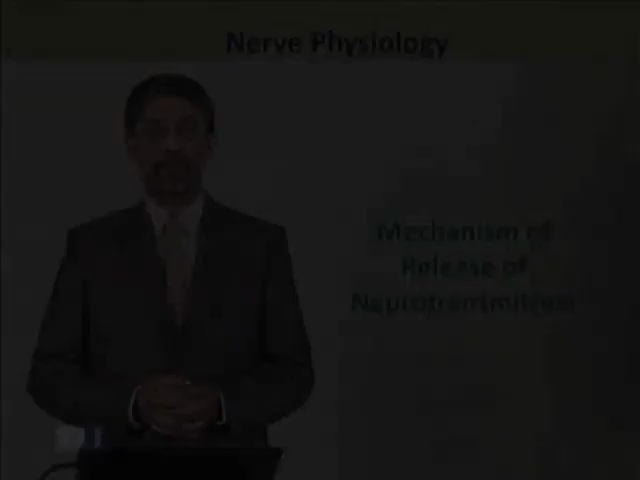 Nerve Physiology
Mechanism of
Release of
Neurotransmitters